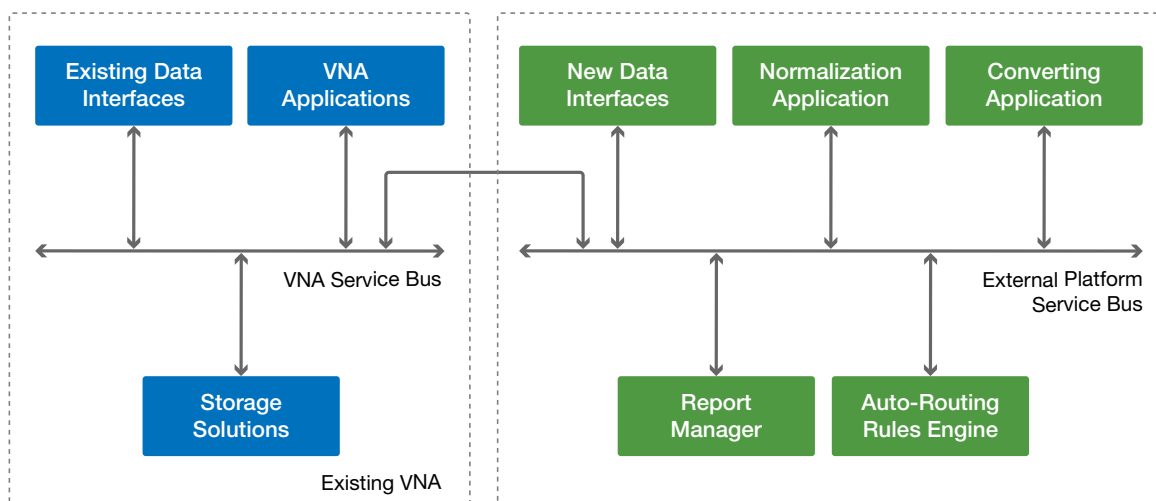 Existing Data
Interfaces
VNA
Applications
New Data
Interfaces
Normalization
Application
Converting
Application
VNA Service Bus
External Platform
Service Bus
Storage
Solutions
Report
Manager
Auto-Routing
Rules Engine
Existing VNA